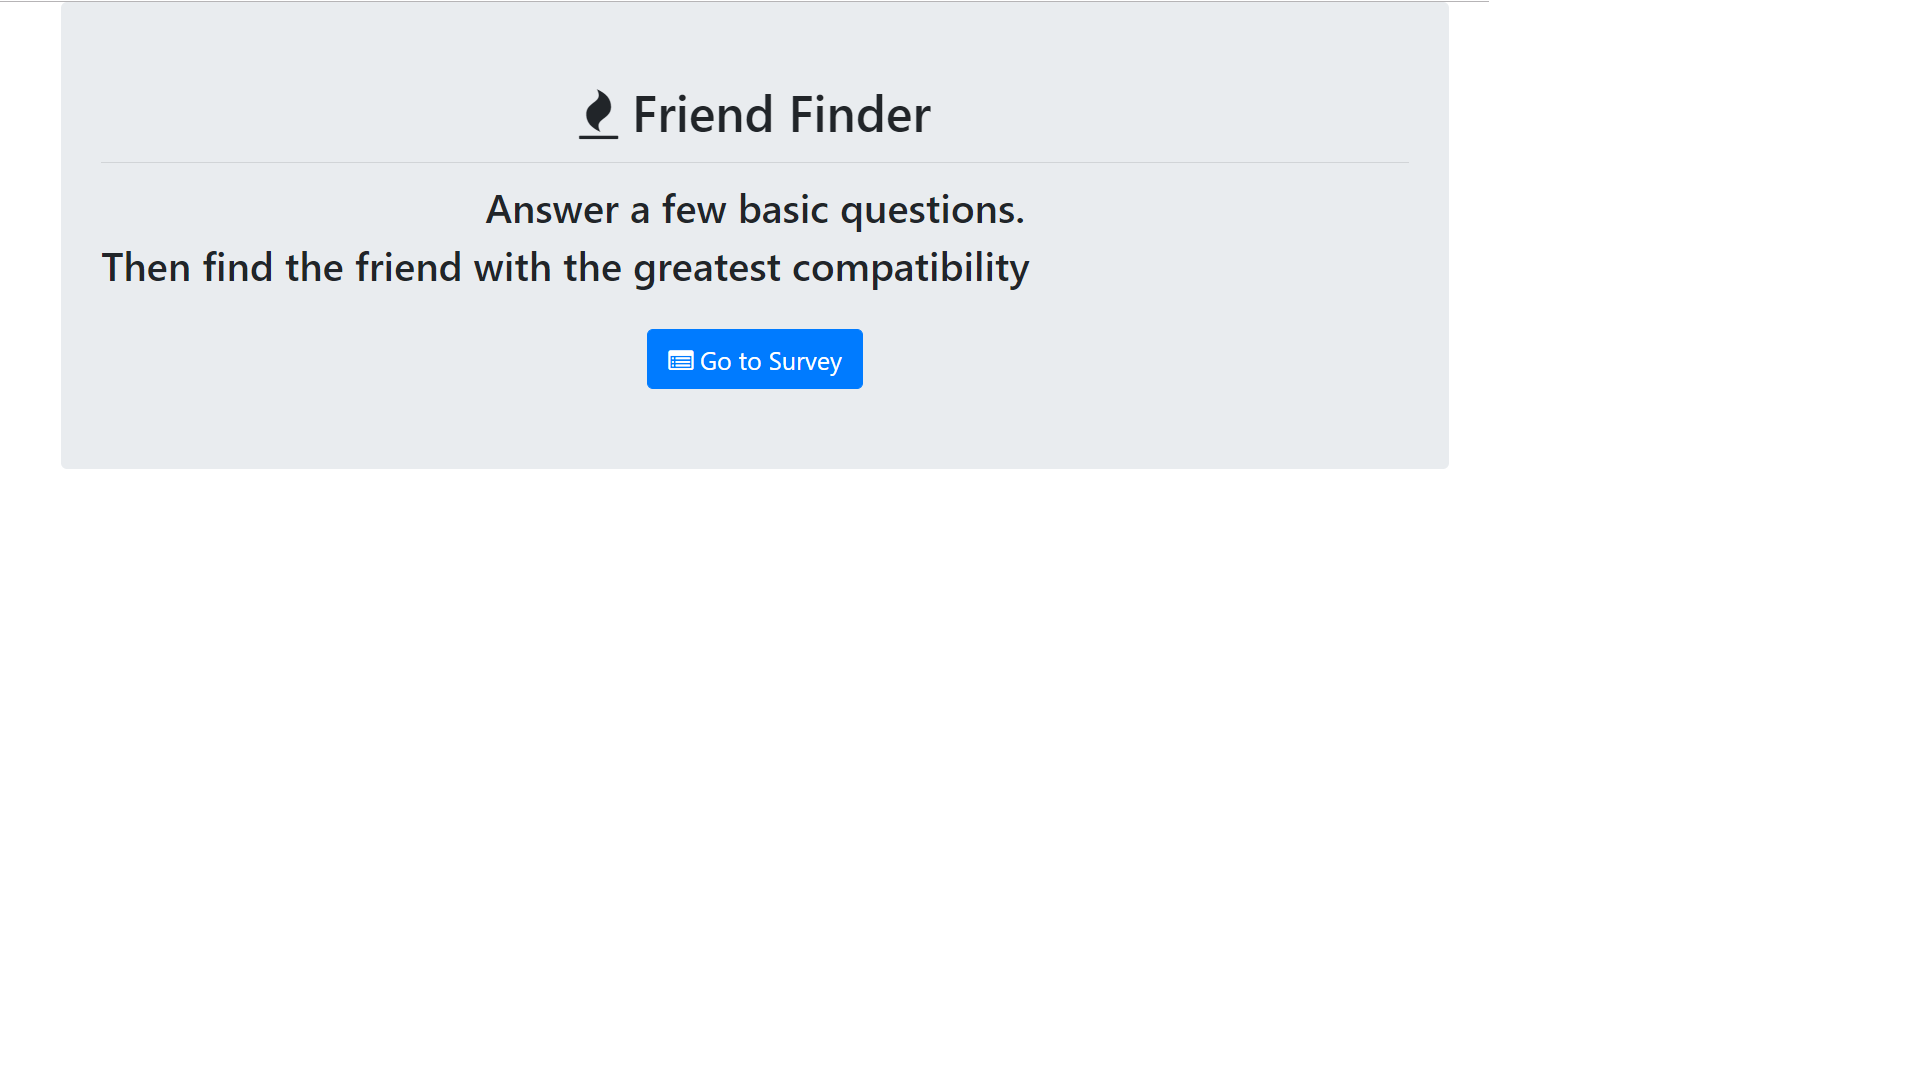 Friend Finder
Answer a few basic questions.
Then find the friend with the greatest compatibility
Go to Survey